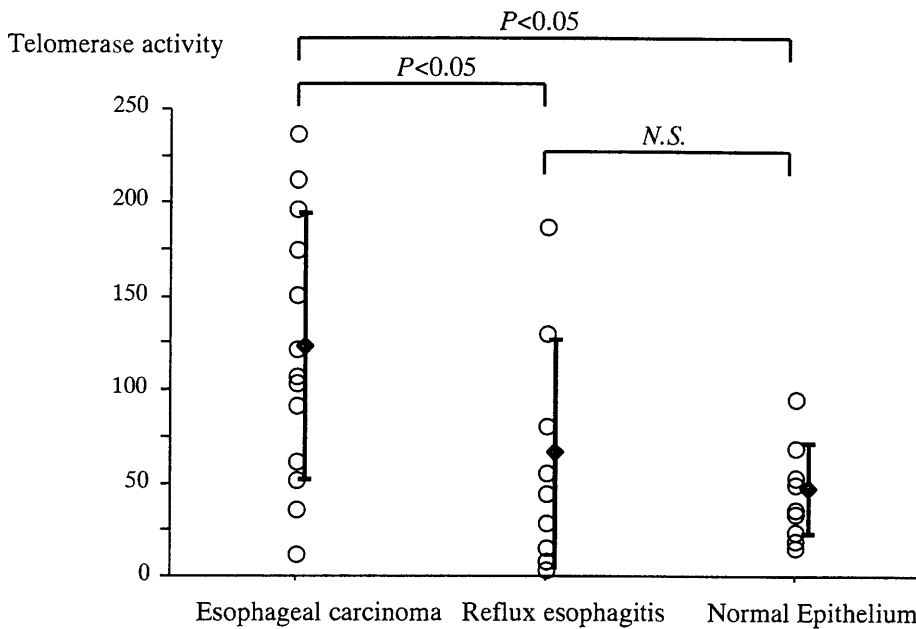 P<0.05
Telomerase activity
P<0.05
250
N.S.
200
150
100
50
0
Esophageal carcinoma Reflux esophagitis Normal Epithelium